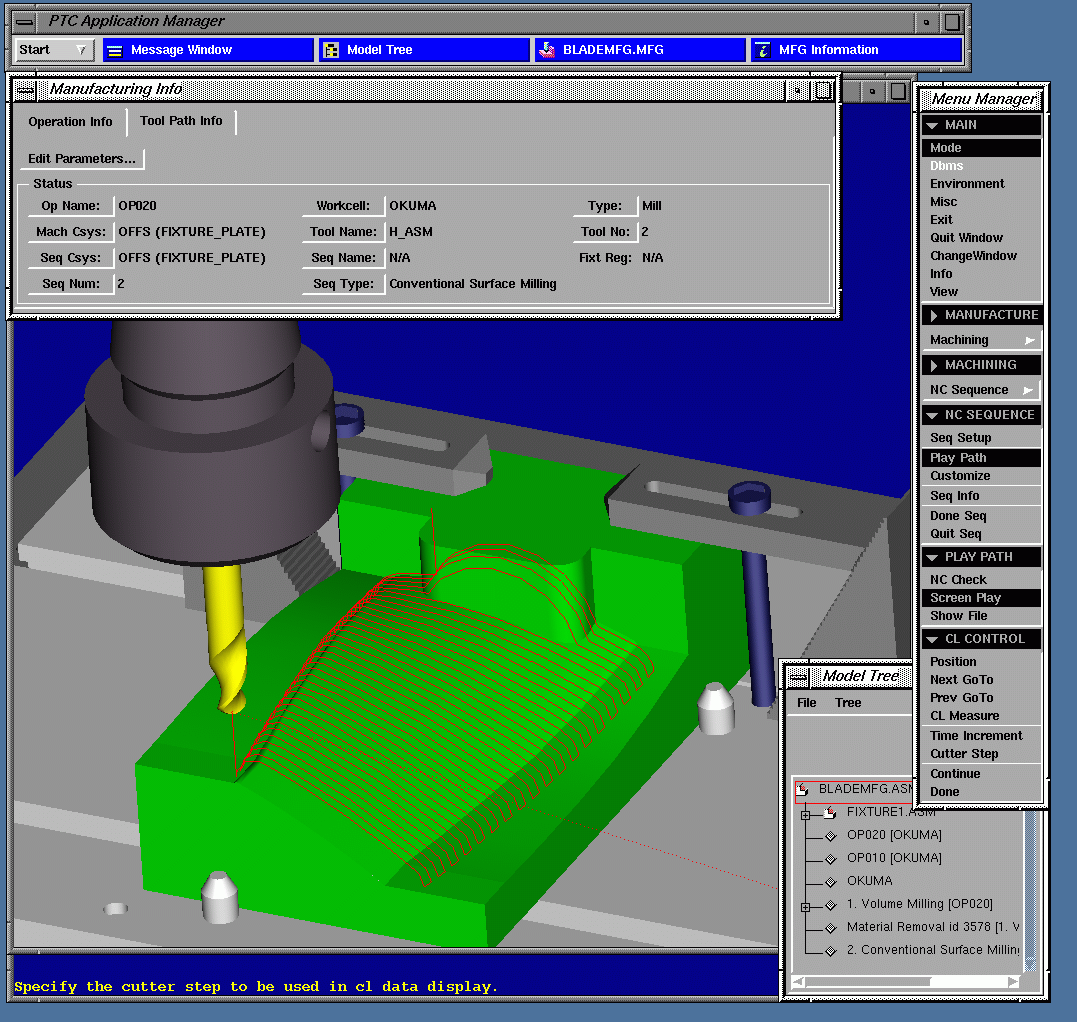 PTC Application Manager
Start Message Window Model Tree BLADEMFG.MFG MFG Information
Manufacturing Info
Operation Info Tool Path Info
Edit Parameters...
Status
Op Name: OP020 Workcell: OKUMA Type: Mill
Mach Csys: OFFS (FIXTURE_PLATE) Tool Name: H_ASM Tool No: 2
Seq Csys: OFFS (FIXTURE_PLATE) Seq Name: N/A Fixt Reg: N/A
Seq Num: 2 Seq Type: Conventional Surface Milling
Menu Manager
MAIN
Mode
Dbms
Environment
Misc
Exit
Quit Window
ChangeWindow
Info
View
MANUFACTURE
Machining
MACHINING
NC Sequence
NC SEQUENCE
Seq Setup
Play Path
Customize
Seq Info
Done Seq
Quit Seq
PLAY PATH
NC Check
Screen Play
Show File
CL CONTROL
Position
Next GoTo
Prev GoTo
CL Measure
Time Increment
Cutter Step
Continue
Done
Model Tree
File Tree
BLADEMFG.ASM
FIXTURE1.ASM
OP020 [OKUMA]
OP010 [OKUMA]
OKUMA
1. Volume Milling [OP020]
Material Removal id 3578 [1. V
2. Conventional Surface Milling
Specify the cutter step to be used in cl data display.